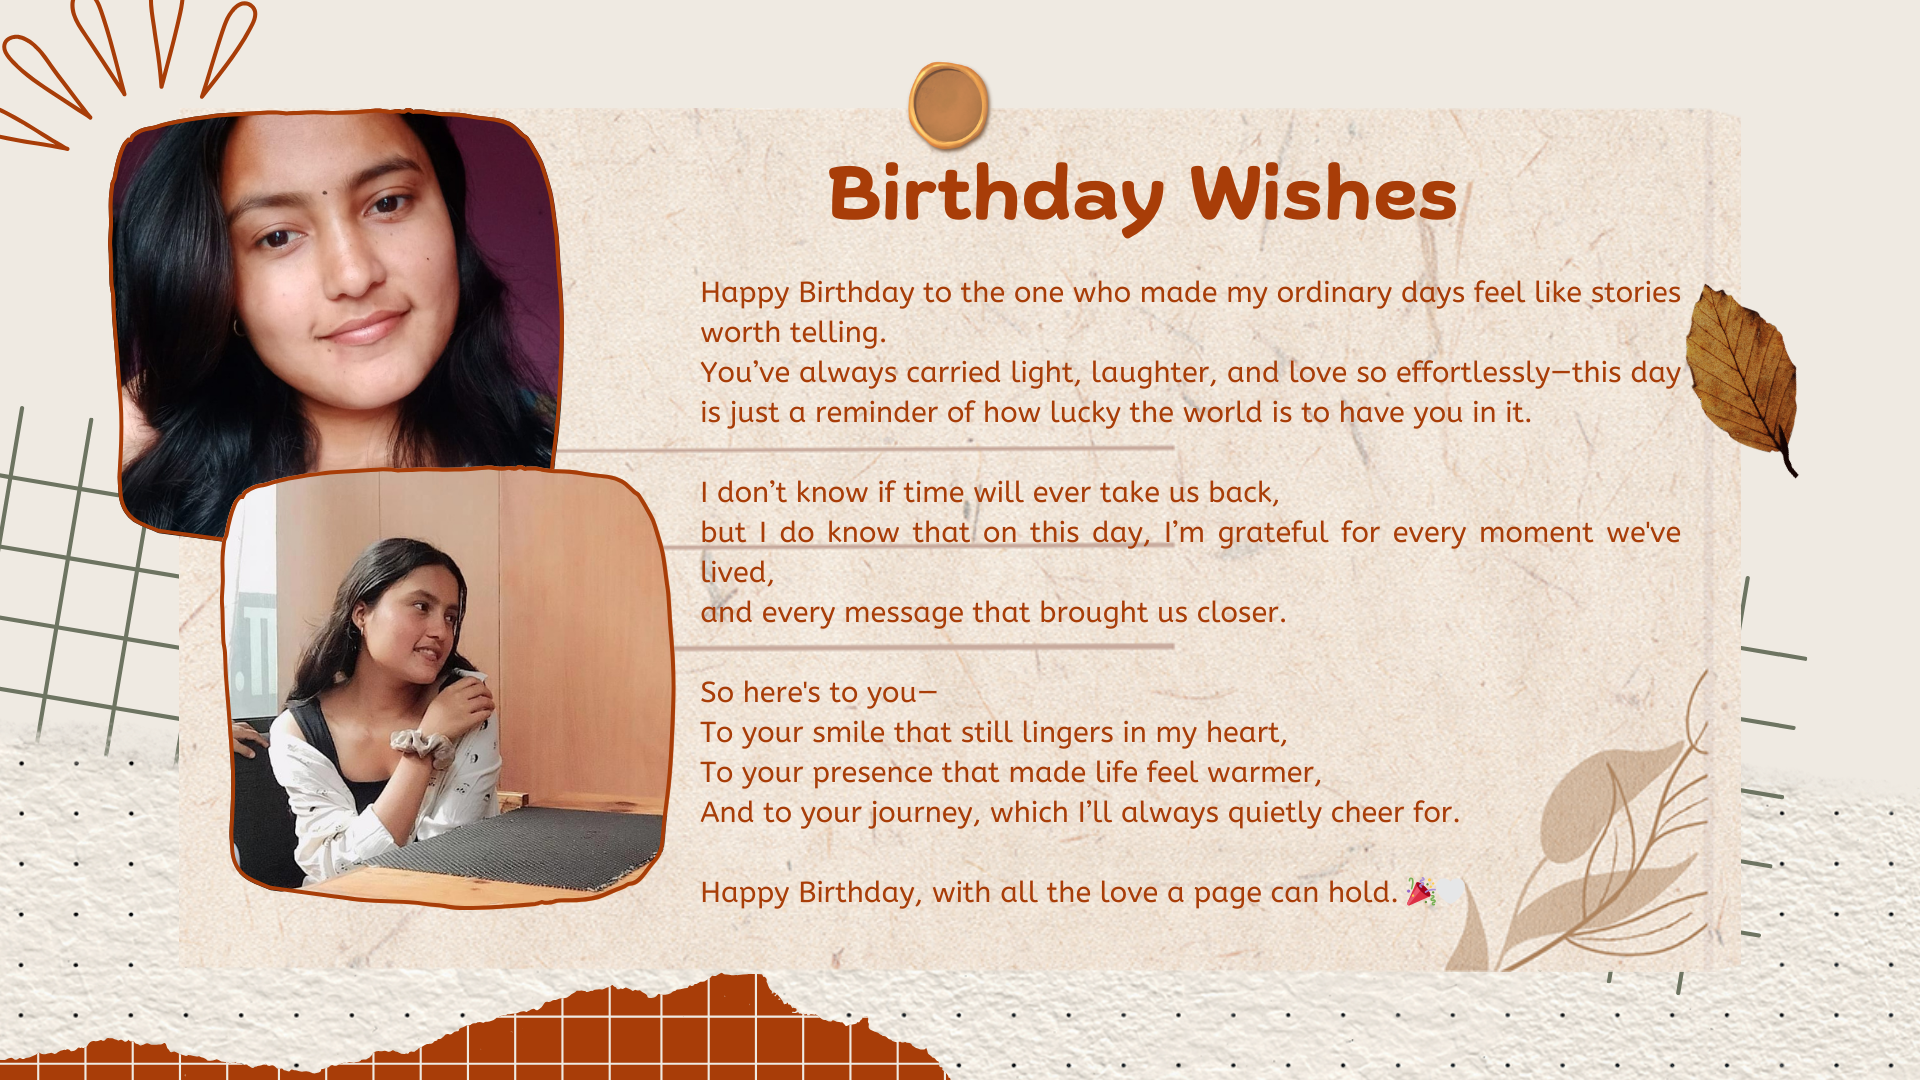 Birthday Wishes
Happy Birthday to the one who made my ordinary days feel like stories
worth telling.
You’ve always carried light, laughter, and love so effortlessly—this day
is just a reminder of how lucky the world is to have you in it.
I don’t know if time will ever take us back,
but I do know that on this day, I’m grateful for every moment we've
lived,
and every message that brought us closer.
So here's to you—
To your smile that still lingers in my heart,
To your presence that made life feel warmer,
And to your journey, which I’ll always quietly cheer for.
Happy Birthday, with all the love a page can hold. 🎉🤍